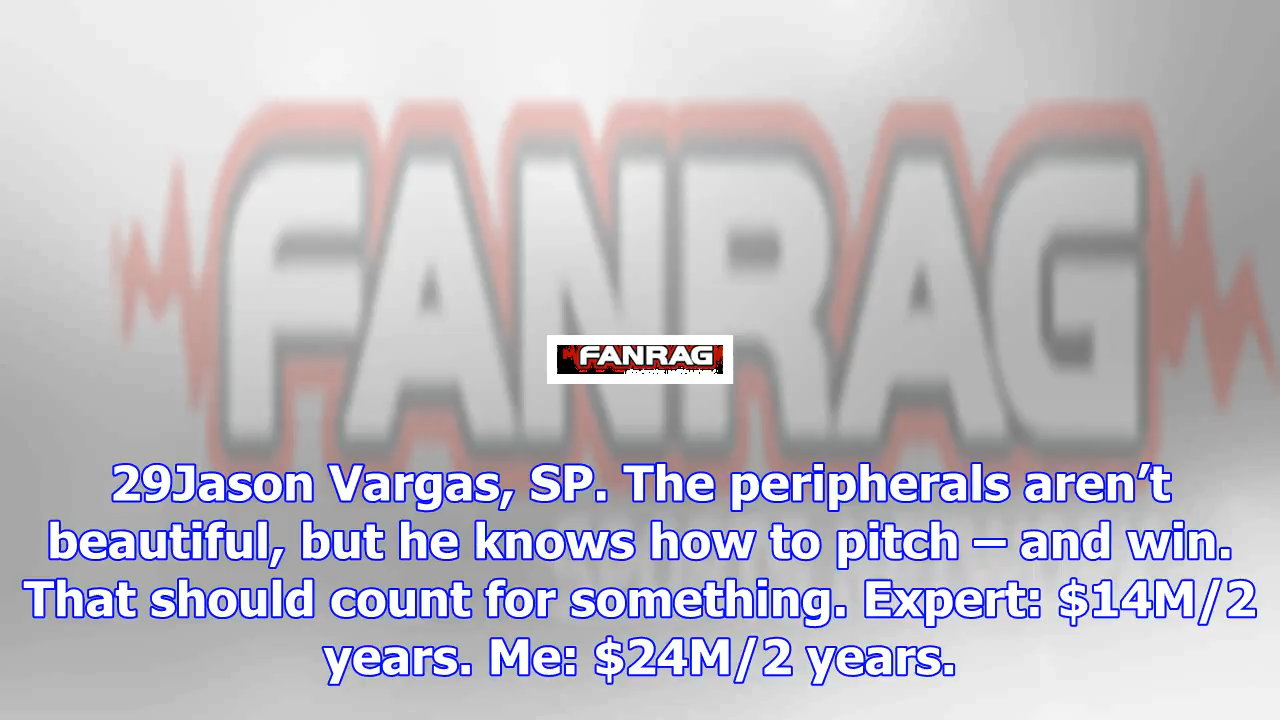 FANRAG
FANRAG
29Jason Vargas, SP. The peripherals aren’t
beautiful, but he knows how to pitch – and win.
That should count for something. Expert: $14M/2
years. Me: $24M/2 years.